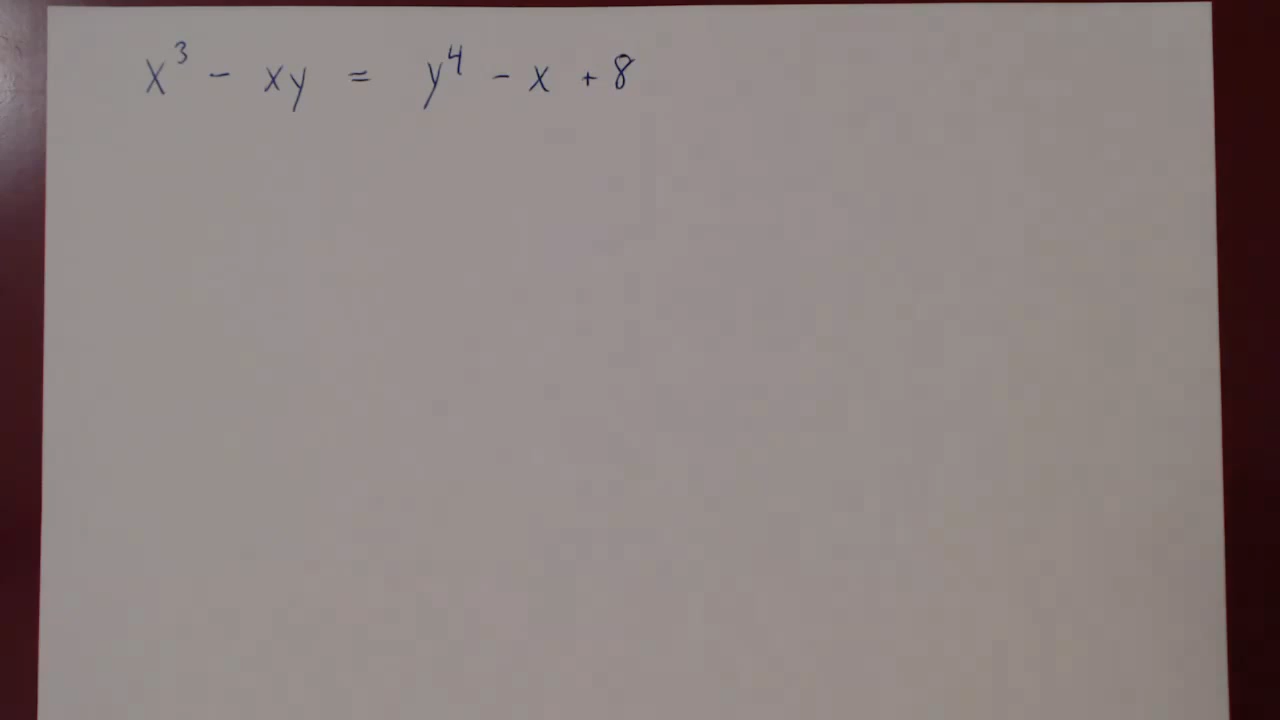 x³ - xy = y⁴ - x + 8